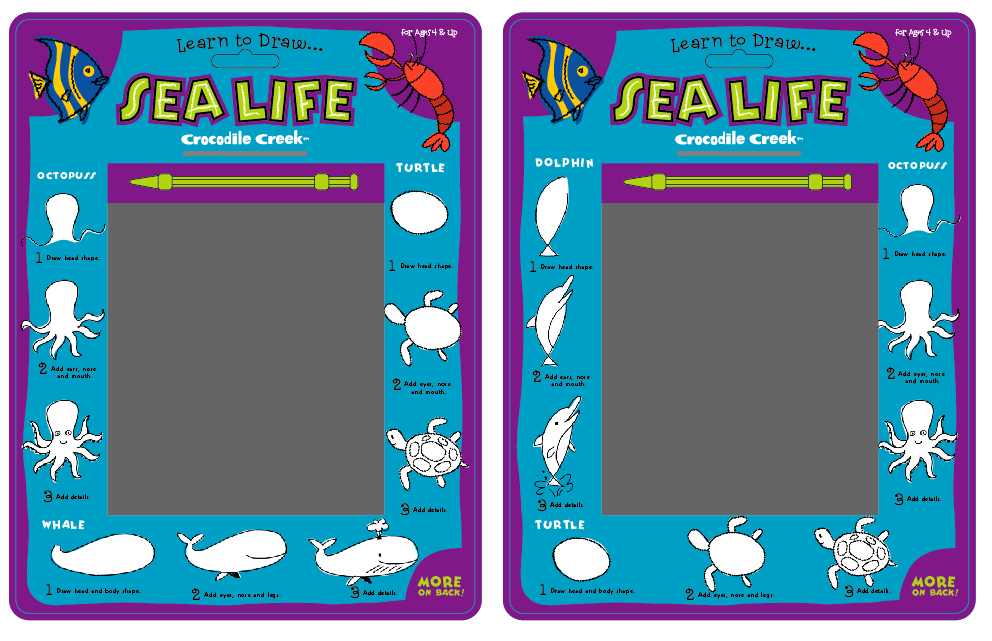 Learn to Draw...
for Ages 4 & Up
SEA LIFE
Crocodile Creek™
OCTOPUSS
TURTLE
1 Draw head shape.
1 Draw head shape.
2 Add ears, nose
and mouth.
2 Add eyes, nose
and mouth.
3 Add details.
3 Add details.
WHALE
1 Draw head and body shape.
2 Add eyes, nose and legs.
3 Add details.
MORE
ON BACK!
Learn to Draw...
for Ages 4 & Up
SEA LIFE
Crocodile Creek™
DOLPHIN
OCTOPUSS
1 Draw head shape.
1 Draw head shape.
2 Add ears, nose
and mouth.
2 Add eyes, nose
and mouth.
3 Add details.
3 Add details.
TURTLE
1 Draw head and body shape.
2 Add eyes, nose and legs.
3 Add details.
MORE
ON BACK!